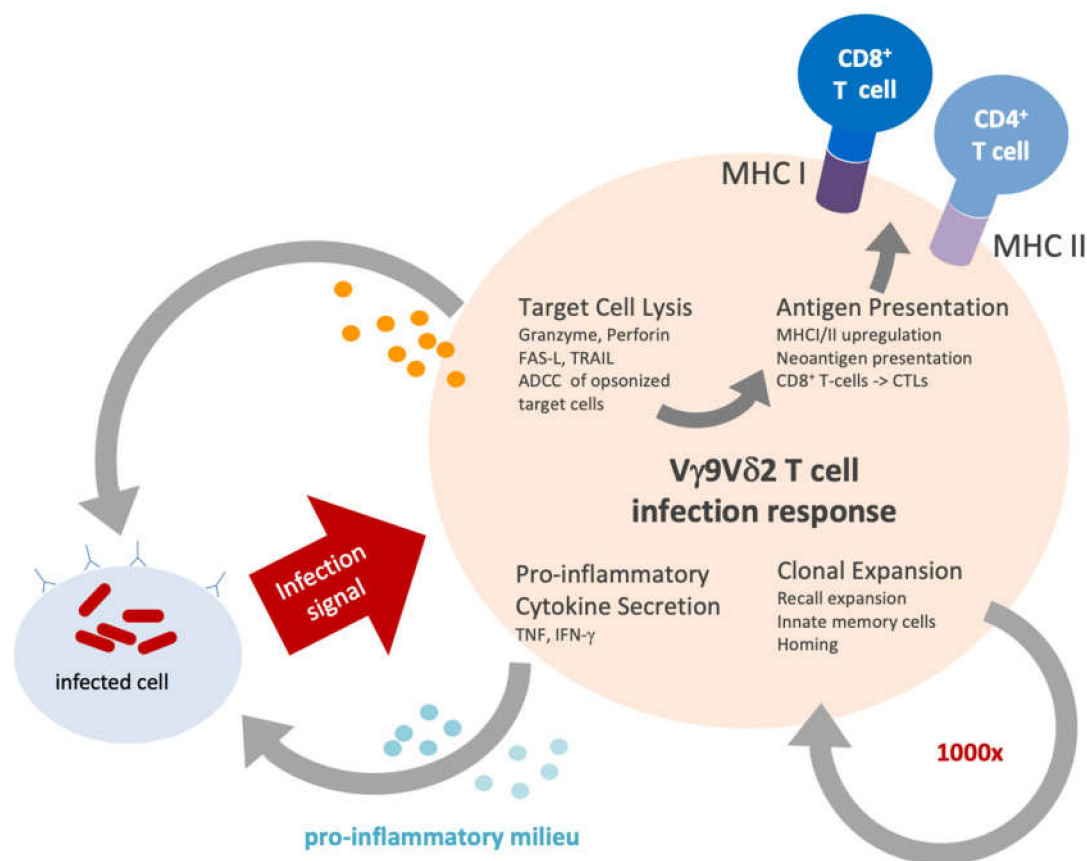 CD8⁺
T cell
CD4⁺
T cell
MHC I
MHC II
Target Cell Lysis
Granzyme, Perforin
FAS-L, TRAIL
ADCC of opsonized
target cells
Antigen Presentation
MHCI/II upregulation
Neoantigen presentation
CD8⁺ T-cells -> CTLs
Vγ9Vδ2 T cell
infection response
Infection
signal
infected cell
Pro-inflammatory
Cytokine Secretion
TNF, IFN-γ
Clonal Expansion
Recall expansion
Innate memory cells
Homing
1000x
pro-inflammatory milieu